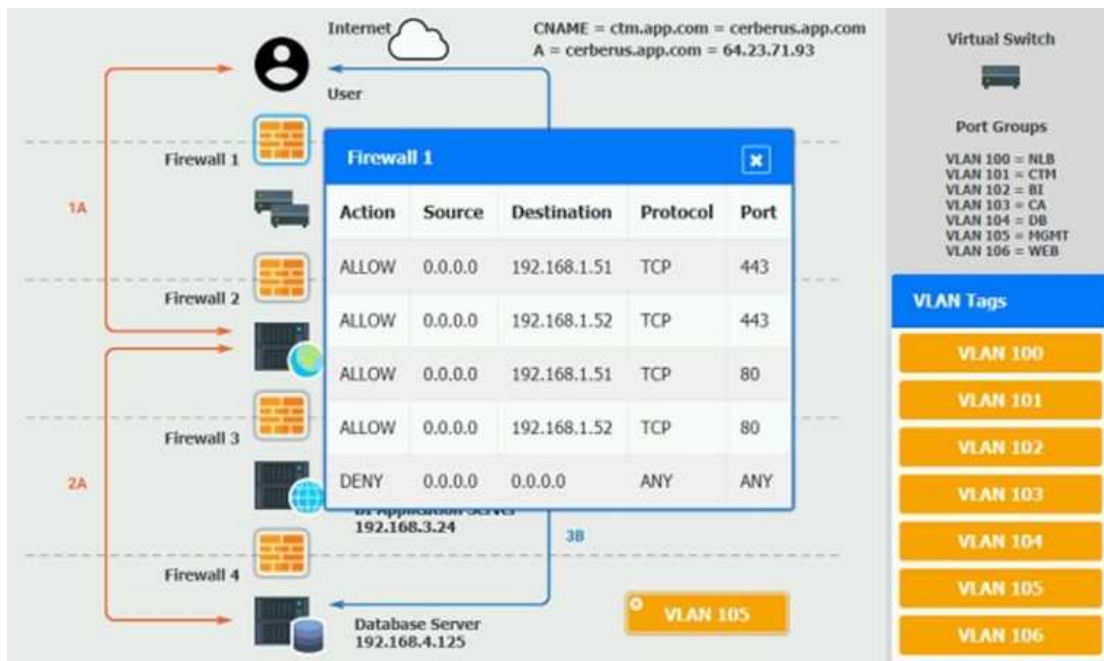 Internet
CNAME = ctm.app.com = cerberus.app.com
A = cerberus.app.com = 64.23.71.93
User
Firewall 1
1A
Firewall 2
Firewall 3
2A
Firewall 4
Firewall 1
Action Source Destination Protocol Port
ALLOW 0.0.0.0 192.168.1.51 TCP 443
ALLOW 0.0.0.0 192.168.1.52 TCP 443
ALLOW 0.0.0.0 192.168.1.51 TCP 80
ALLOW 0.0.0.0 192.168.1.52 TCP 80
DENY 0.0.0.0 0.0.0.0 ANY ANY
BI Application Server
192.168.3.24
3B
Database Server
192.168.4.125
VLAN 105
Virtual Switch
Port Groups
VLAN 100 = NLB
VLAN 101 = CTM
VLAN 102 = BI
VLAN 103 = CA
VLAN 104 = DB
VLAN 105 = MGMT
VLAN 106 = WEB
VLAN Tags
VLAN 100
VLAN 101
VLAN 102
VLAN 103
VLAN 104
VLAN 105
VLAN 106